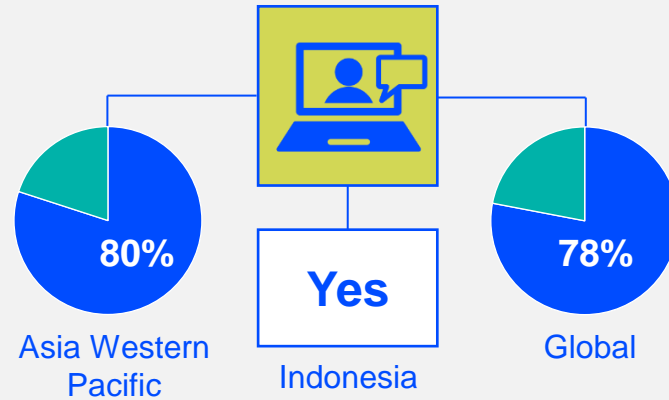 80%
Asia Western
Pacific
Yes
Indonesia
78%
Global